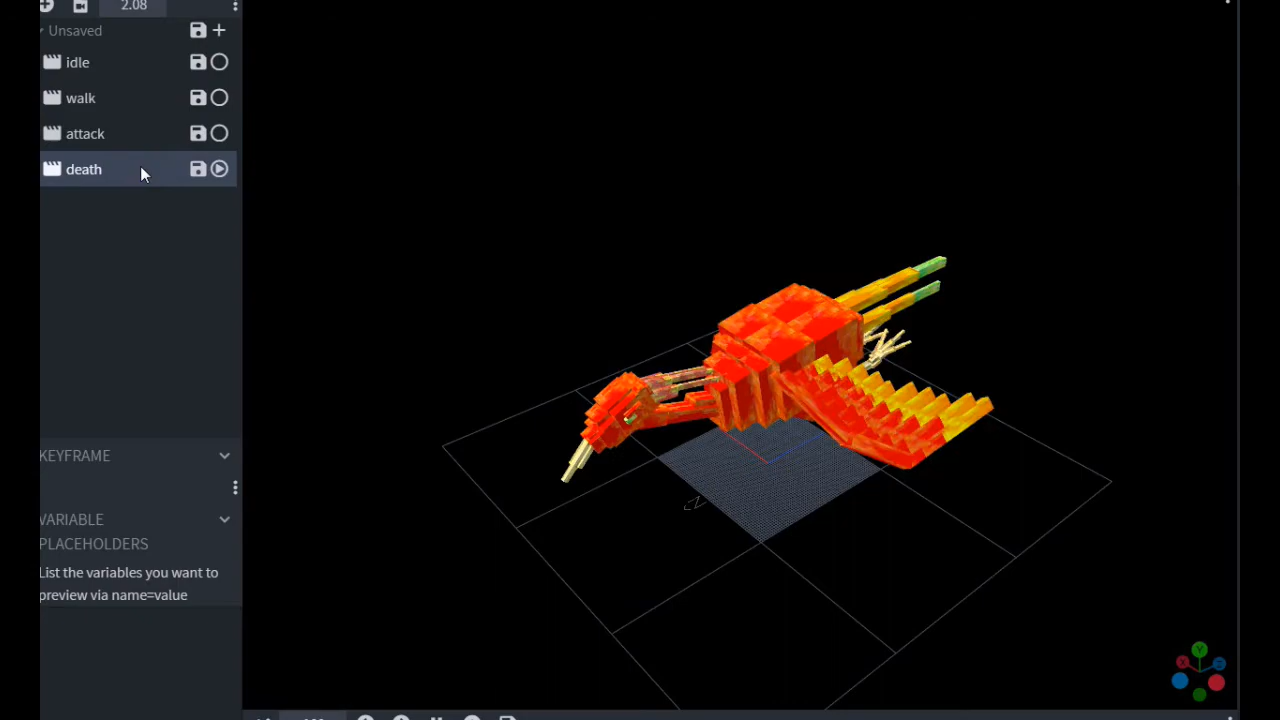 2.08
Unsaved
idle
walk
attack
death
KEYFRAME
VARIABLE
PLACEHOLDERS
List the variables you want to
preview via name=value
N
X
Y
Z